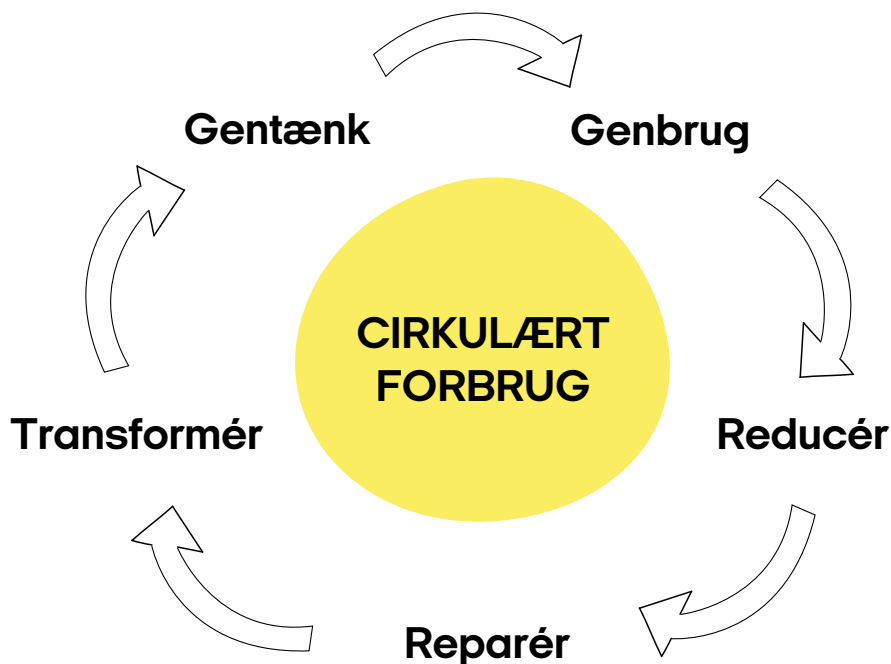 Gentænk
Genbrug
CIRKULÆRT
FORBRUG
Transformér
Reducér
Reparér